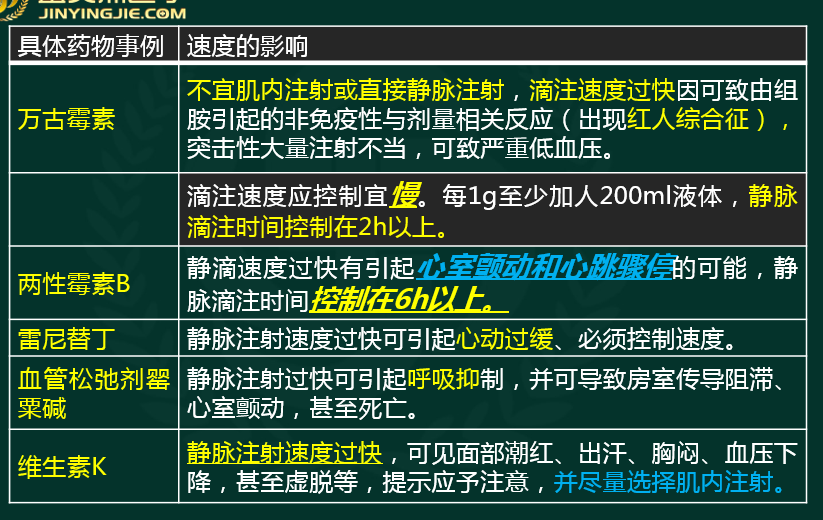 JINYINGJIE.COM
具体药物事例
速度的影响
万古霉素
不宜肌内注射或直接静脉注射，滴注速度过快因可致由组
胺引起的非免疫性与剂量相关反应（出现红人综合征），
突击性大量注射不当，可致严重低血压。
滴注速度应控制宜慢。每1g至少加人200ml液体，静脉
滴注时间控制在2h以上。
两性霉素B
静滴速度过快有引起心室颤动和心跳骤停的可能，静
脉滴注时间控制在6h以上。
雷尼替丁
静脉注射速度过快可引起心动过缓、必须控制速度。
血管松弛剂罂
粟碱
静脉注射过快可引起呼吸抑制，并可导致房室传导阻滞、
心室颤动，甚至死亡。
维生素K
静脉注射速度过快，可见面部潮红、出汗、胸闷、血压下
降，甚至虚脱等，提示应予注意，并尽量选择肌内注射。